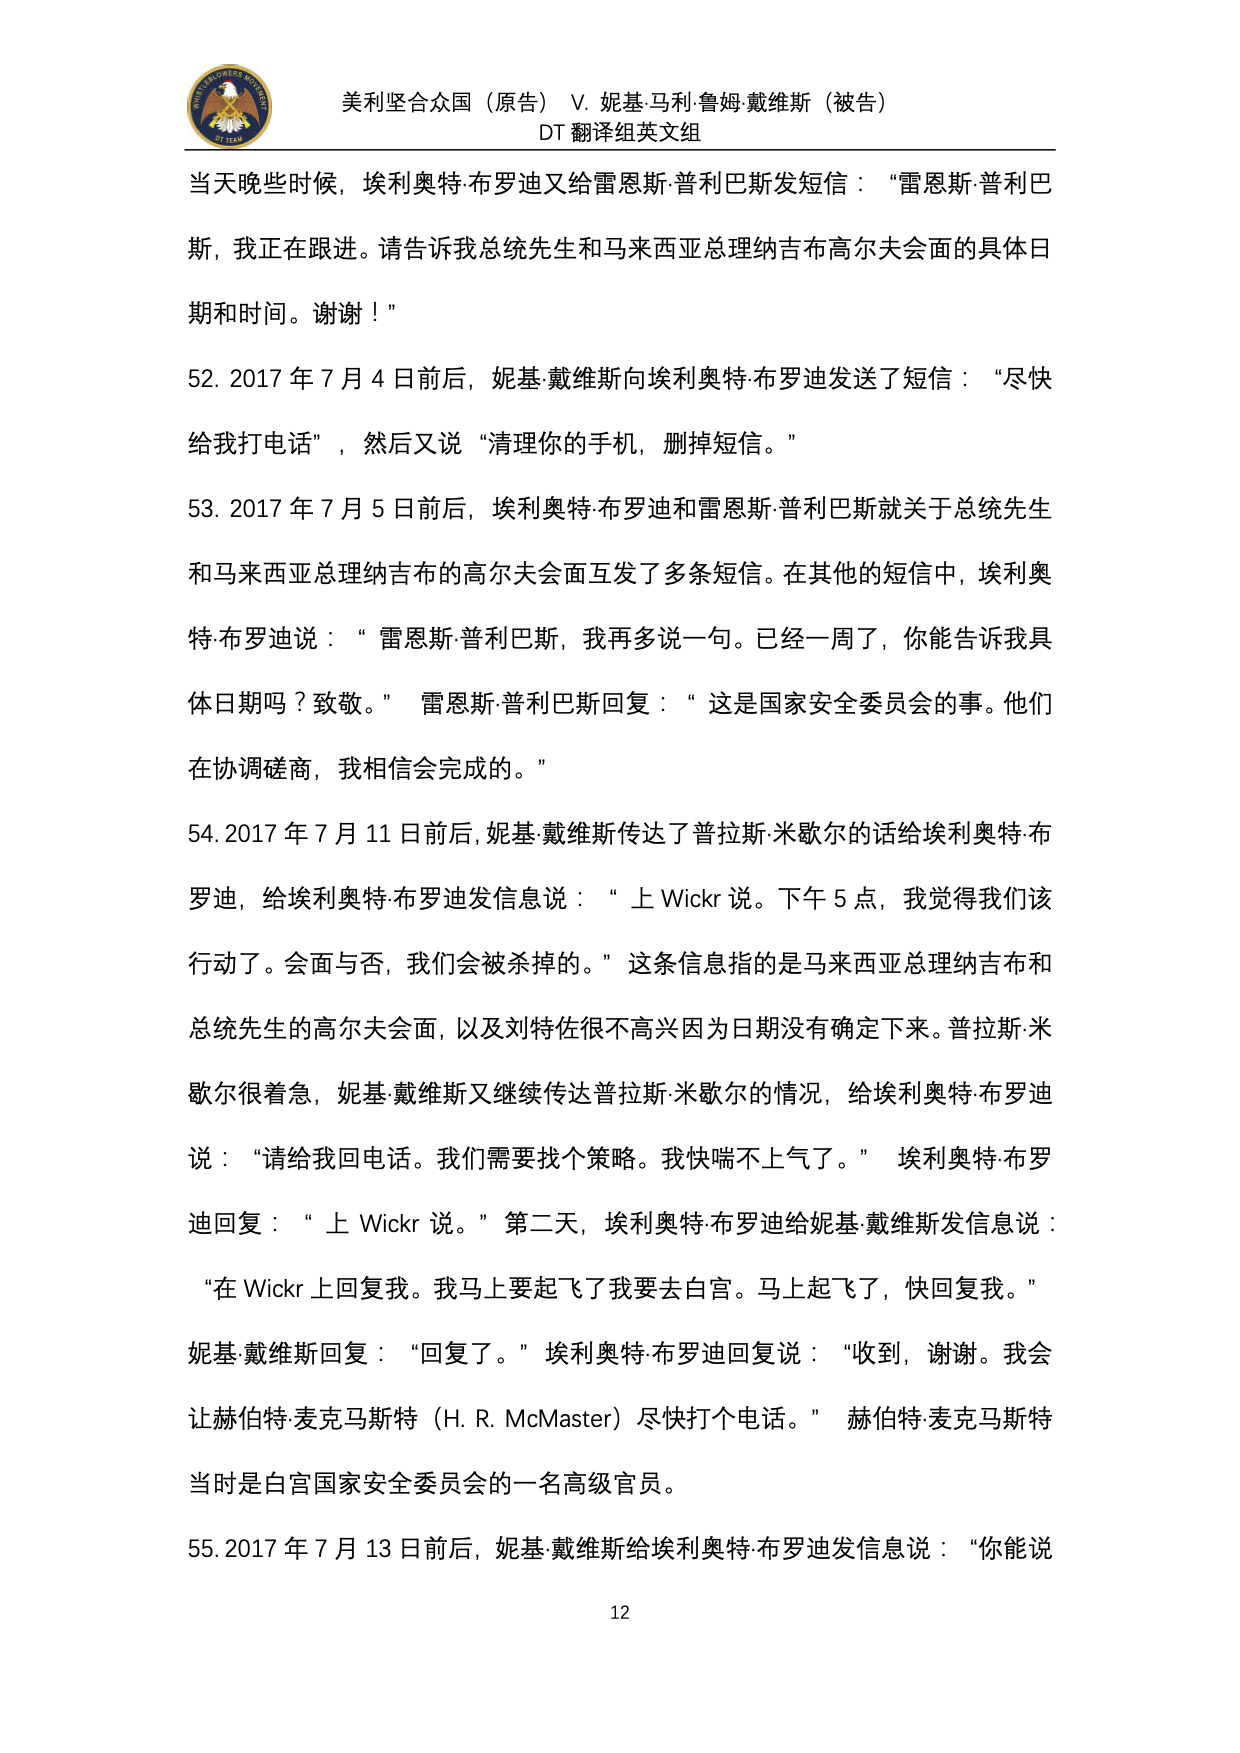 WHISTLEBLOWERS MOVEMENT
DT TEAM
美利坚合众国（原告） V. 妮基·马利·鲁姆·戴维斯（被告）
DT 翻译组英文组
当天晚些时候，埃利奥特·布罗迪又给雷恩斯·普利巴斯发短信：“雷恩斯·普利巴
斯，我正在跟进。请告诉我总统先生和马来西亚总理纳吉布高尔夫会面的具体日
期和时间。谢谢！”
52. 2017 年 7 月 4 日前后，妮基·戴维斯向埃利奥特·布罗迪发送了短信：“尽快
给我打电话”，然后又说“清理你的手机，删掉短信。”
53. 2017 年 7 月 5 日前后，埃利奥特·布罗迪和雷恩斯·普利巴斯就关于总统先生
和马来西亚总理纳吉布的高尔夫会面互发了多条短信。在其他的短信中，埃利奥
特·布罗迪说：“ 雷恩斯·普利巴斯，我再多说一句。已经一周了，你能告诉我具
体日期吗？致敬。” 雷恩斯·普利巴斯回复：“ 这是国家安全委员会的事。他们
在协调磋商，我相信会完成的。”
54. 2017 年 7 月 11 日前后，妮基·戴维斯传达了普拉斯·米歇尔的话给埃利奥特·布
罗迪，给埃利奥特·布罗迪发信息说：“ 上 Wickr 说。下午 5 点，我觉得我们该
行动了。会面与否，我们会被杀掉的。”这条信息指的是马来西亚总理纳吉布和
总统先生的高尔夫会面，以及刘特佐很不高兴因为日期没有确定下来。普拉斯·米
歇尔很着急，妮基·戴维斯又继续传达普拉斯·米歇尔的情况，给埃利奥特·布罗迪
说：“请给我回电话。我们需要找个策略。我快喘不上气了。” 埃利奥特·布罗
迪回复：“ 上 Wickr 说。”第二天，埃利奥特·布罗迪给妮基·戴维斯发信息说：
“在 Wickr 上回复我。我马上要起飞了我要去白宫。马上起飞了，快回复我。”
妮基·戴维斯回复：“回复了。”埃利奥特·布罗迪回复说：“收到，谢谢。我会
让赫伯特·麦克马斯特（H. R. McMaster）尽快打个电话。” 赫伯特·麦克马斯特
当时是白宫国家安全委员会的一名高级官员。
55. 2017 年 7 月 13 日前后，妮基·戴维斯给埃利奥特·布罗迪发信息说：“你能说
12